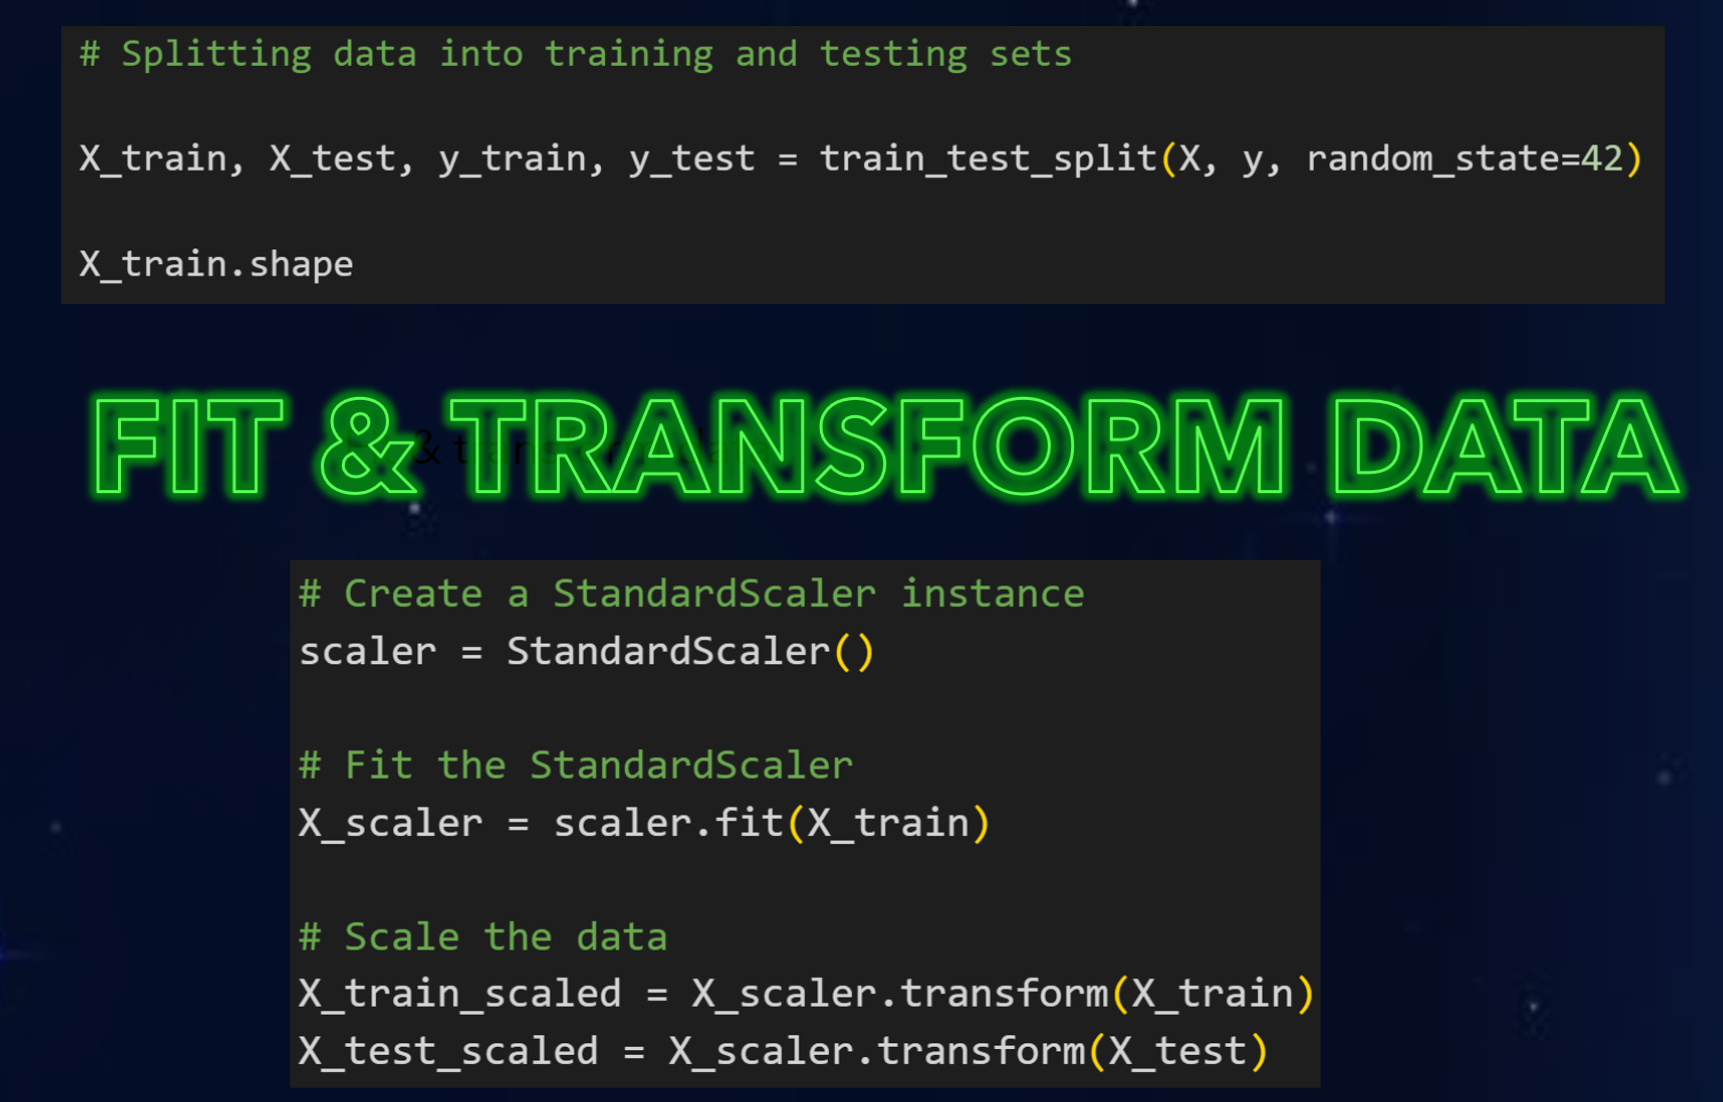 # Splitting data into training and testing sets
X_train, X_test, y_train, y_test = train_test_split(X, y, random_state=42)
X_train.shape
FIT & TRANSFORM DATA
# Create a StandardScaler instance
scaler = StandardScaler()
# Fit the StandardScaler
X_scaler = scaler.fit(X_train)
# Scale the data
X_train_scaled = X_scaler.transform(X_train)
X_test_scaled = X_scaler.transform(X_test)